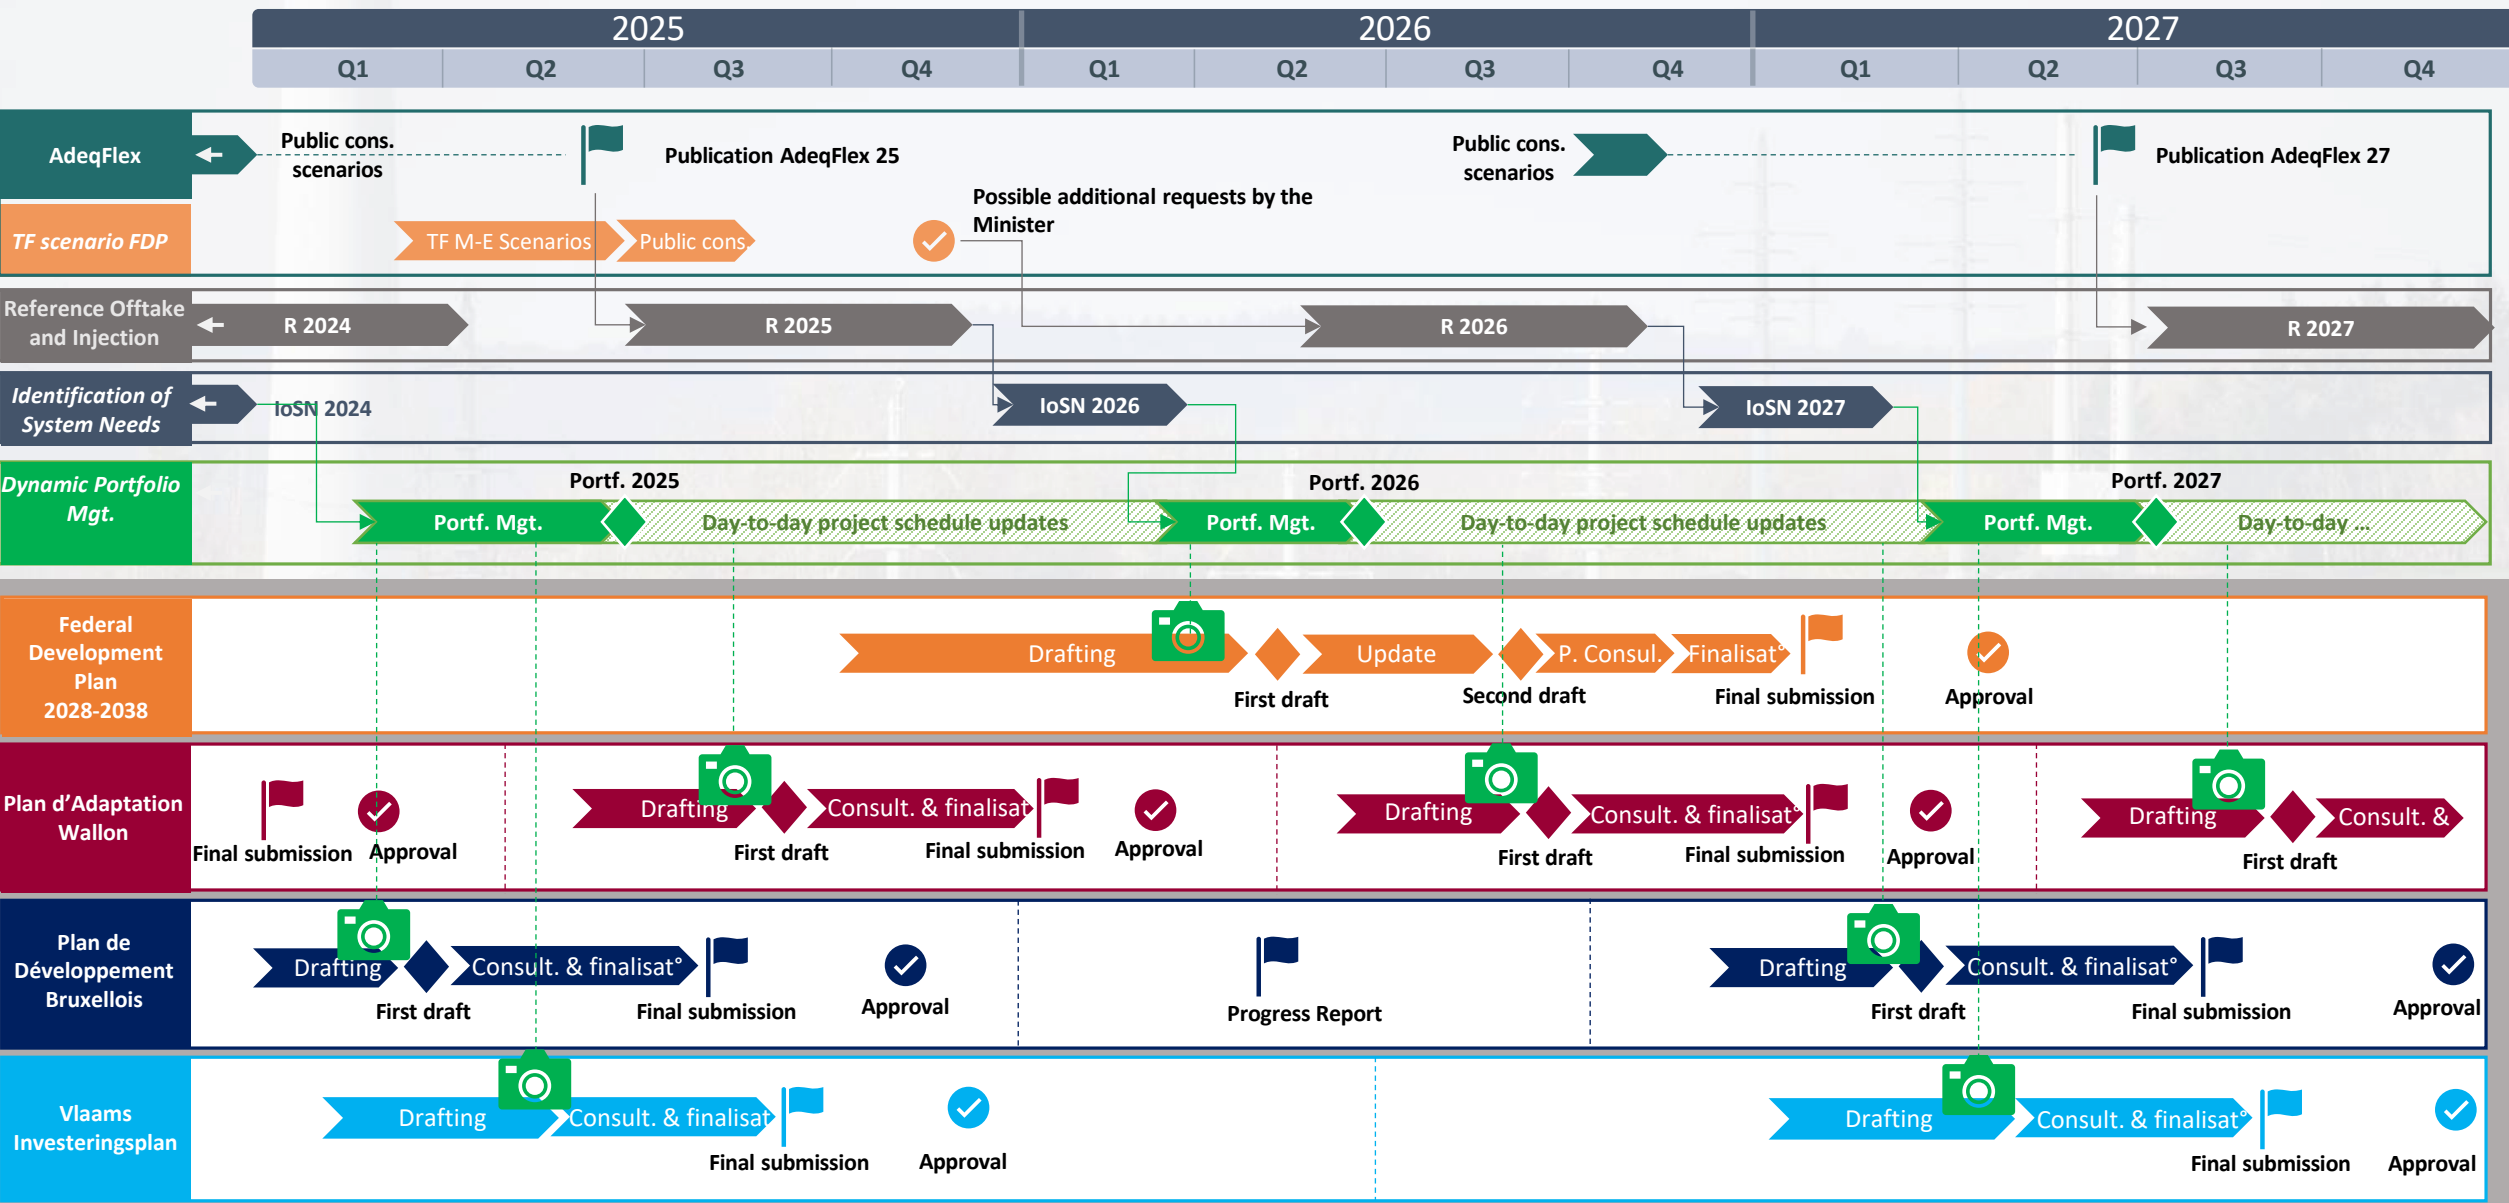 2025
2026
2027
Q1
Q2
Q3
Q4
Q1
Q2
Q3
Q4
Q1
Q2
Q3
Q4
AdeqFlex
Public cons.
scenarios
Publication AdeqFlex 25
Public cons.
scenarios
Publication AdeqFlex 27
TF scenario FDP
TF M-E Scenarios
Public cons.
Possible additional requests by the
Minister
Reference Offtake
and Injection
R 2024
R 2025
R 2026
R 2027
Identification of
System Needs
IoSN 2024
IoSN 2026
IoSN 2027
Dynamic Portfolio
Mgt.
Portf. 2025
Portf. 2026
Portf. 2027
Portf. Mgt.
Day-to-day project schedule updates
Portf. Mgt.
Day-to-day project schedule updates
Portf. Mgt.
Day-to-day ...
Federal
Development
Plan
2028-2038
Drafting
First draft
Update
Second draft
P. Consul.
Finalisat°
Final submission
Approval
Plan d'Adaptation
Wallon
Final submission
Approval
Drafting
First draft
Consult. & finalisat
Final submission
Approval
Drafting
First draft
Consult. & finalisat°
Final submission
Approval
Drafting
First draft
Consult. &
Plan de
Développement
Bruxellois
Drafting
First draft
Consult. & finalisat°
Final submission
Approval
Progress Report
Drafting
First draft
Consult. & finalisat°
Final submission
Approval
Vlaams
Investeringsplan
Drafting
Consult. & finalisat
Final submission
Approval
Drafting
Consult. & finalisat°
Final submission
Approval